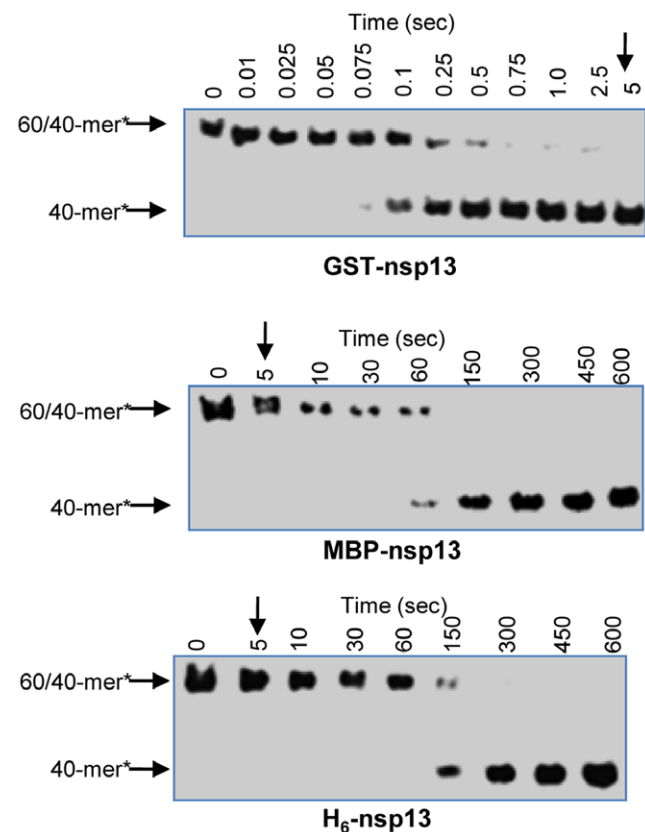 Time (sec)
0 0.01 0.025 0.05 0.075 0.1 0.25 0.5 0.75 1.0 2.5 5
60/40-mer*
40-mer*
GST-nsp13
Time (sec)
0 5 10 30 60 150 300 450 600
60/40-mer*
40-mer*
MBP-nsp13
Time (sec)
0 5 10 30 60 150 300 450 600
60/40-mer*
40-mer*
H₆-nsp13